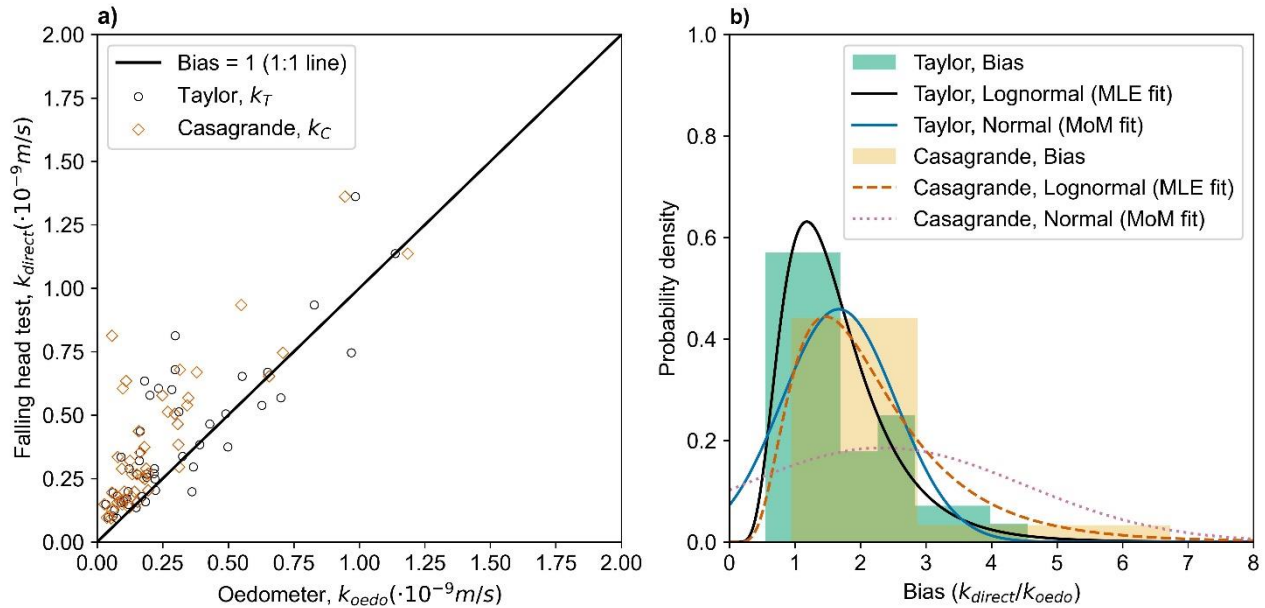 a)
2.00
1.75
1.50
1.25
1.00
0.75
0.50
0.25
0.00
Falling head test, k_direct(·10⁻⁹m/s)
Bias = 1 (1:1 line)
Taylor, k_T
Casagrande, k_C
0.00 0.25 0.50 0.75 1.00 1.25 1.50 1.75 2.00
Oedometer, k_oedo(·10⁻⁹m/s)
b)
1.0
0.8
0.6
0.4
0.2
0.0
Probability density
Taylor, Bias
Taylor, Lognormal (MLE fit)
Taylor, Normal (MoM fit)
Casagrande, Bias
Casagrande, Lognormal (MLE fit)
Casagrande, Normal (MoM fit)
0 1 2 3 4 5 6 7 8
Bias (k_direct/k_oedo)